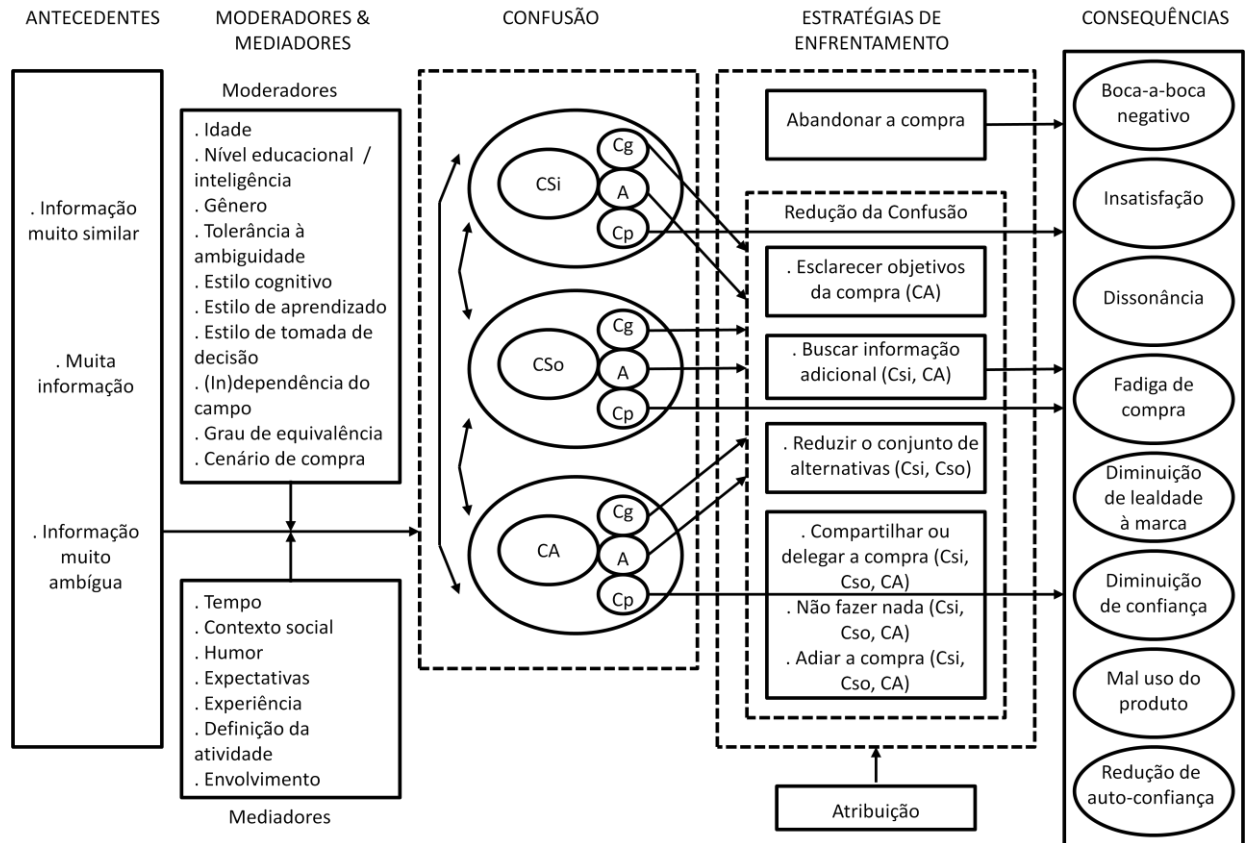 ANTECEDENTES
MODERADORES &
MEDIADORES
CONFUSÃO
ESTRATÉGIAS DE
ENFRENTAMENTO
CONSEQUÊNCIAS
. Informação
muito similar
. Muita
informação
. Informação
muito
ambígua
Moderadores
. Idade
. Nível educacional /
inteligência
. Gênero
. Tolerância à
ambiguidade
. Estilo cognitivo
. Estilo de aprendizado
. Estilo de tomada de
decisão
. (In)dependência do
campo
. Grau de equivalência
. Cenário de compra
. Tempo
. Contexto social
. Humor
. Expectativas
. Experiência
. Definição da
atividade
. Envolvimento
Mediadores
CSi
Cg
A
Cp
CSo
Cg
A
Cp
CA
Cg
A
Cp
Abandonar a compra
Redução da Confusão
. Esclarecer objetivos
da compra (CA)
. Buscar informação
adicional (Csi, CA)
. Reduzir o conjunto de
alternativas (Csi, Cso)
. Compartilhar ou
delegar a compra (Csi,
Cso, CA)
. Não fazer nada (Csi,
Cso, CA)
. Adiar a compra (Csi,
Cso, CA)
Atribuição
Boca-a-boca
negativo
Insatisfação
Dissonância
Fadiga de
compra
Diminuição
de lealdade
à marca
Diminuição
de confiança
Mal uso do
produto
Redução de
auto-confiança